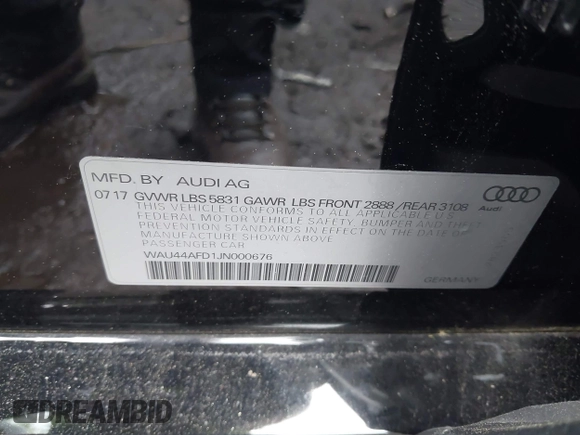 MFD. BY AUDI AG
07 17 GVWR LBS 5831 GAWR LBS FRONT 2888 /REAR 3108
THIS VEHICLE CONFORMS TO ALL APPLICABLE U.S.
FEDERAL MOTOR VEHICLE SAFETY, BUMPER AND THEFT
PREVENTION STANDARDS IN EFFECT ON THE DATE OF
MANUFACTURE SHOWN ABOVE
PASSENGER CAR
WAU44AFD1JN000676
Audi
GERMANY
DREAMBID